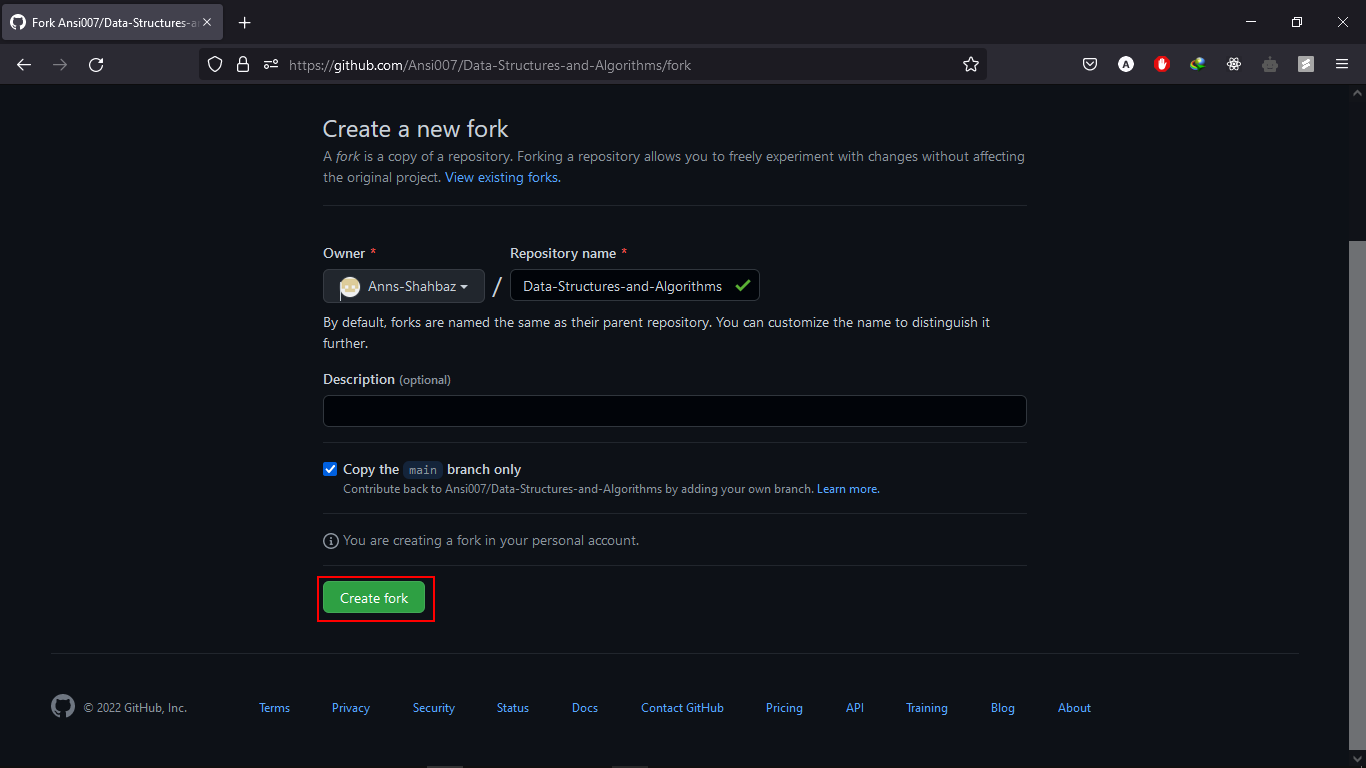 Fork Ansi007/Data-Structures-a
https://github.com/Ansi007/Data-Structures-and-Algorithms/fork
A
Create a new fork
A fork is a copy of a repository. Forking a repository allows you to freely experiment with changes without affecting
the original project. View existing forks.
Owner * Repository name *
Anns-Shahbaz / Data-Structures-and-Algorithms
By default, forks are named the same as their parent repository. You can customize the name to distinguish it
further.
Description (optional)
Copy the main branch only
Contribute back to Ansi007/Data-Structures-and-Algorithms by adding your own branch. Learn more.
You are creating a fork in your personal account.
Create fork
© 2022 GitHub, Inc. Terms Privacy Security Status Docs Contact GitHub Pricing API Training Blog About